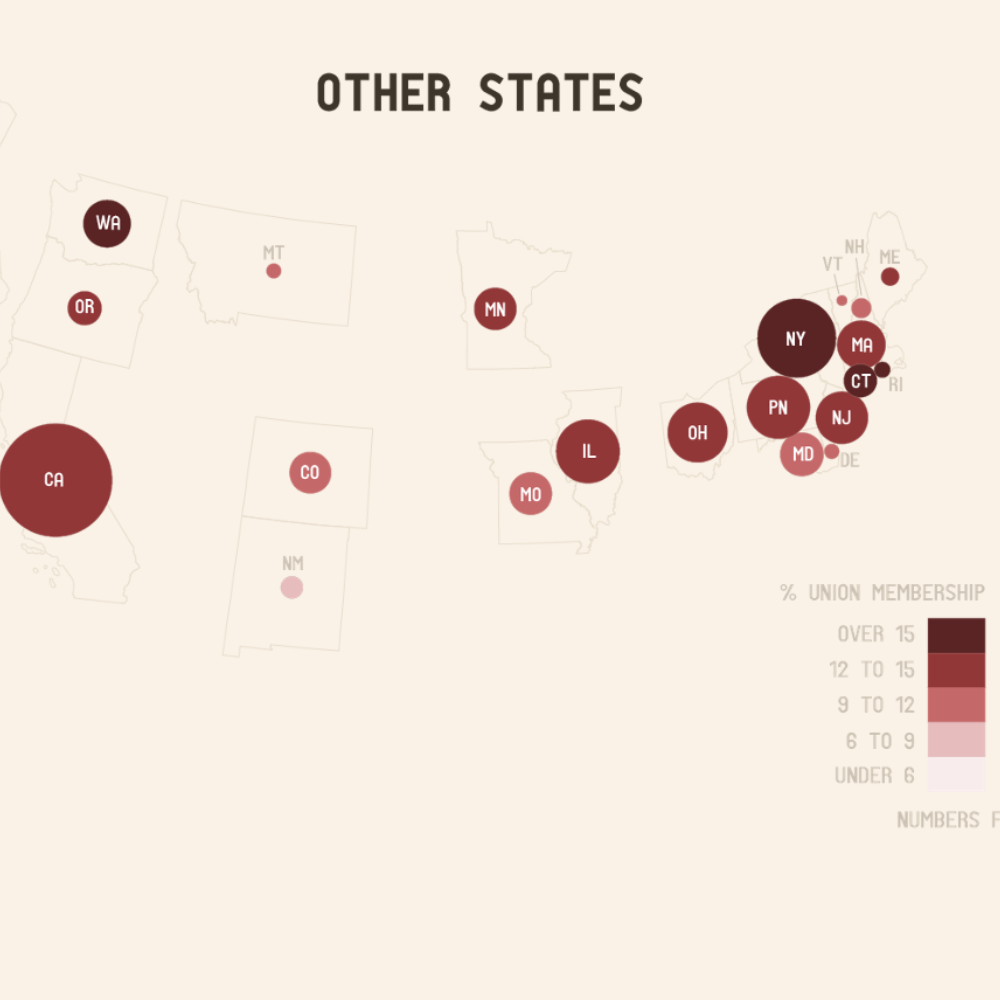 OTHER STATES
WA
MT
OR
MN
NH
VT
ME
NY
MA
CT
RI
PN
NJ
OH
MD
DE
IL
MO
CA
CO
NM
% UNION MEMBERSHIP
OVER 15
12 TO 15
9 TO 12
6 TO 9
UNDER 6
NUMBERS F